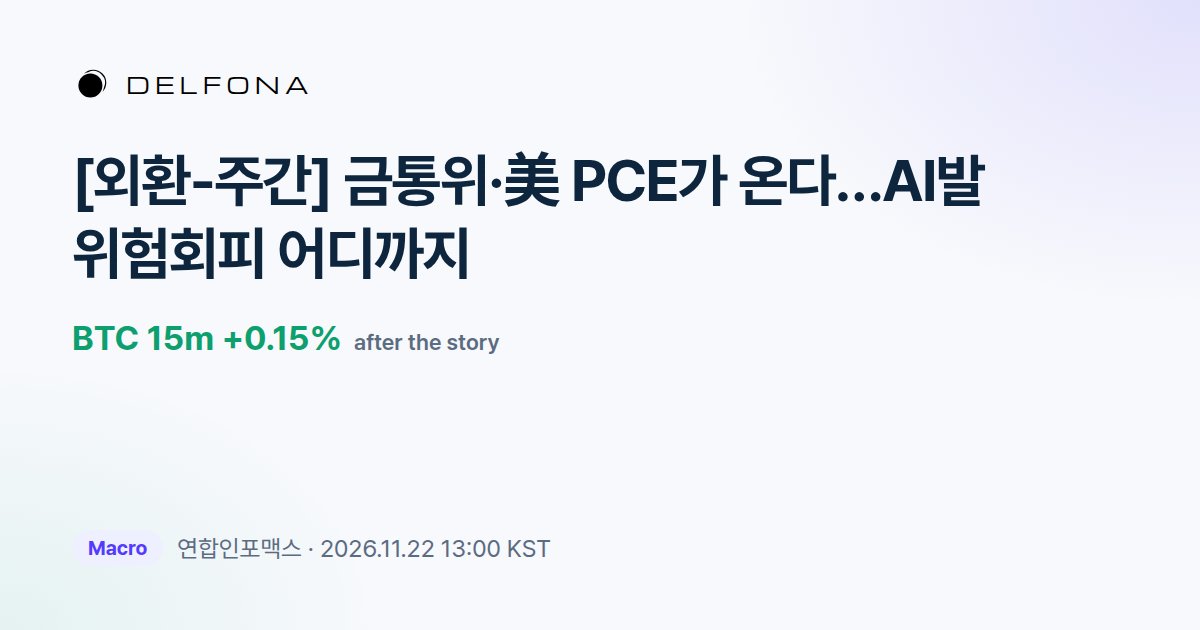 DELFONA
[외환-주간] 금통위·美 PCE가 온다…AI발
위험회피 어디까지
BTC 15m +0.15% after the story
Macro 연합인포맥스 · 2026.11.22 13:00 KST